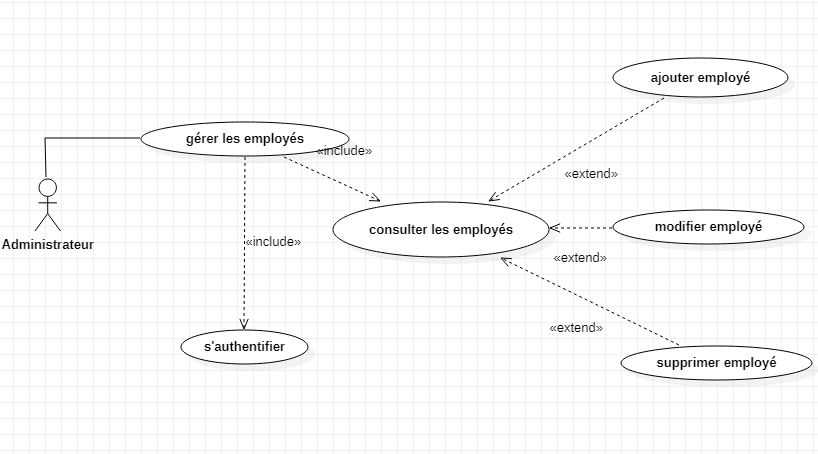 ajouter employé
gérer les employés
«include»
«extend»
consulter les employés
modifier employé
Administrateur
«include»
«extend»
«extend»
s'authentifier
supprimer employé